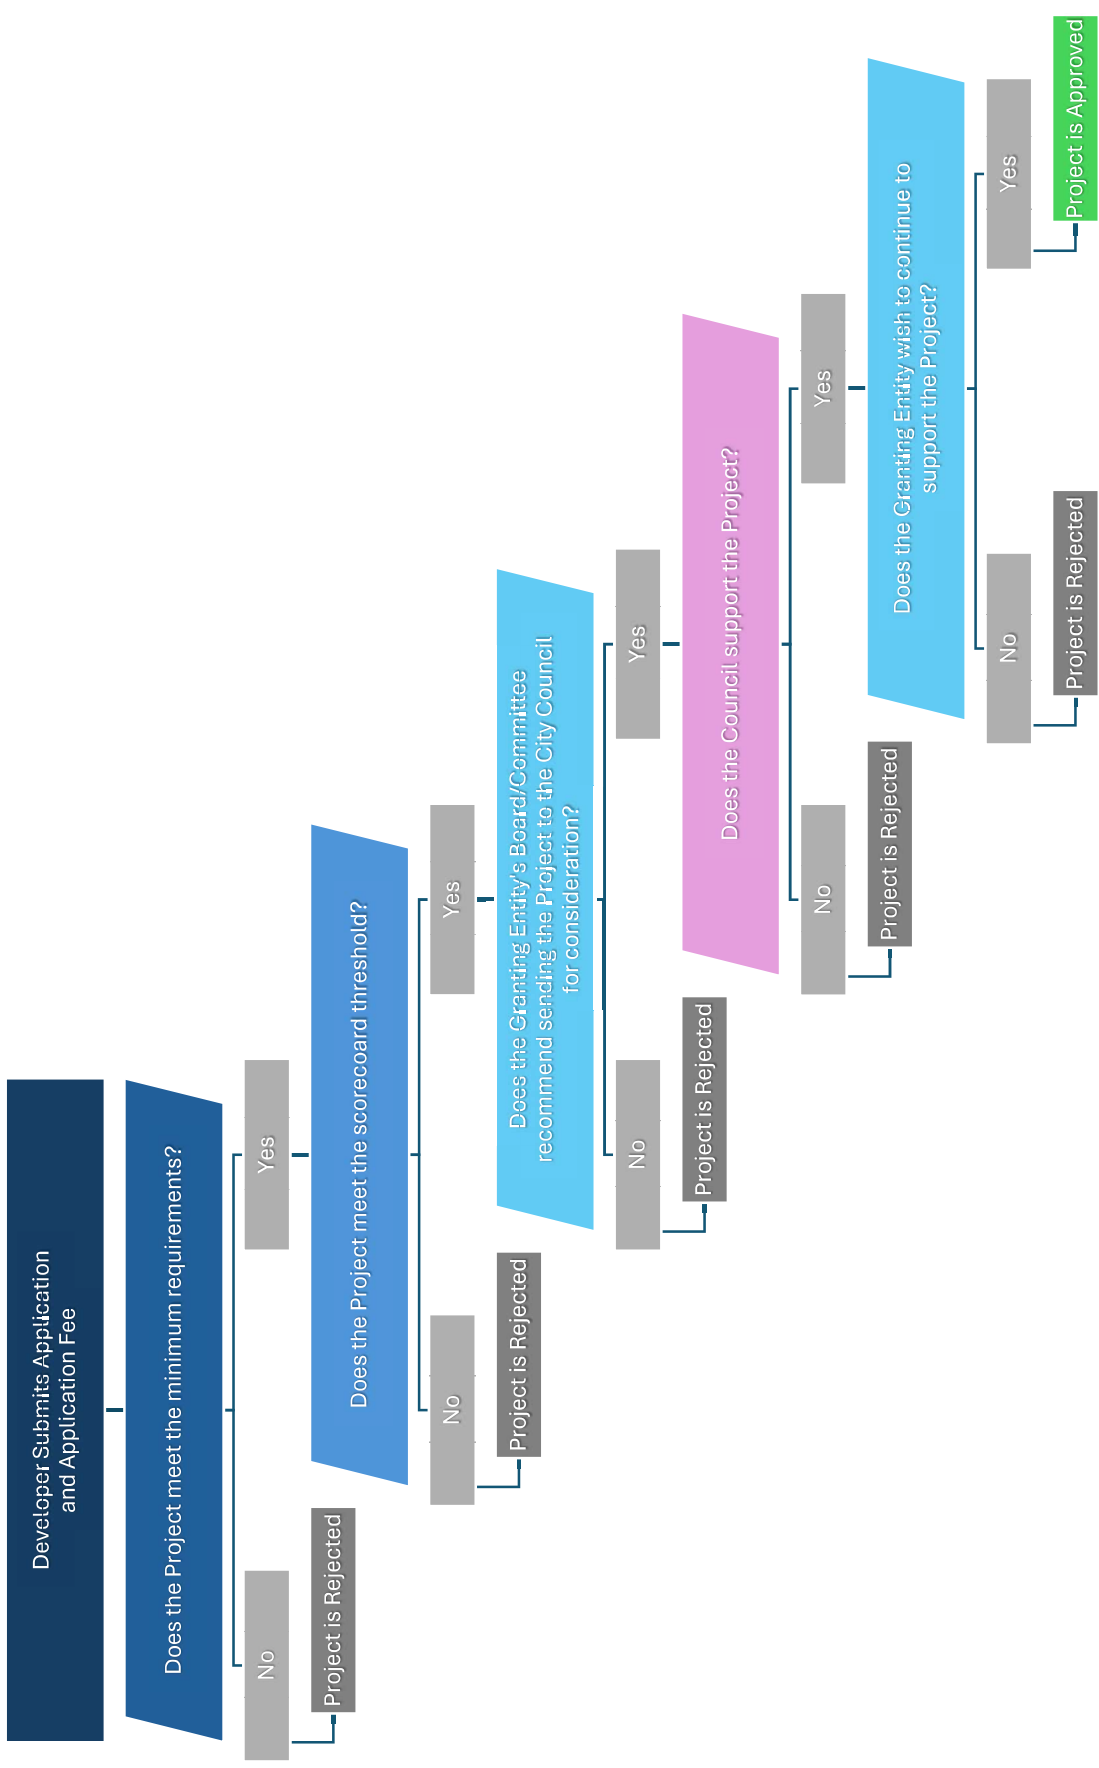 Developer Submits Application
and Application Fee
Does the Project meet the minimum requirements?
No
Yes
Project is Rejected
Does the Project meet the scorecoard threshold?
No
Yes
Project is Rejected
Does the Granting Entity's Board/Committee
recommend sending the Project to the City Council
for consideration?
No
Yes
Project is Rejected
Does the Council support the Project?
No
Yes
Project is Rejected
Does the Granting Entity wish to continue to
support the Project?
No
Yes
Project is Rejected
Project is Approved